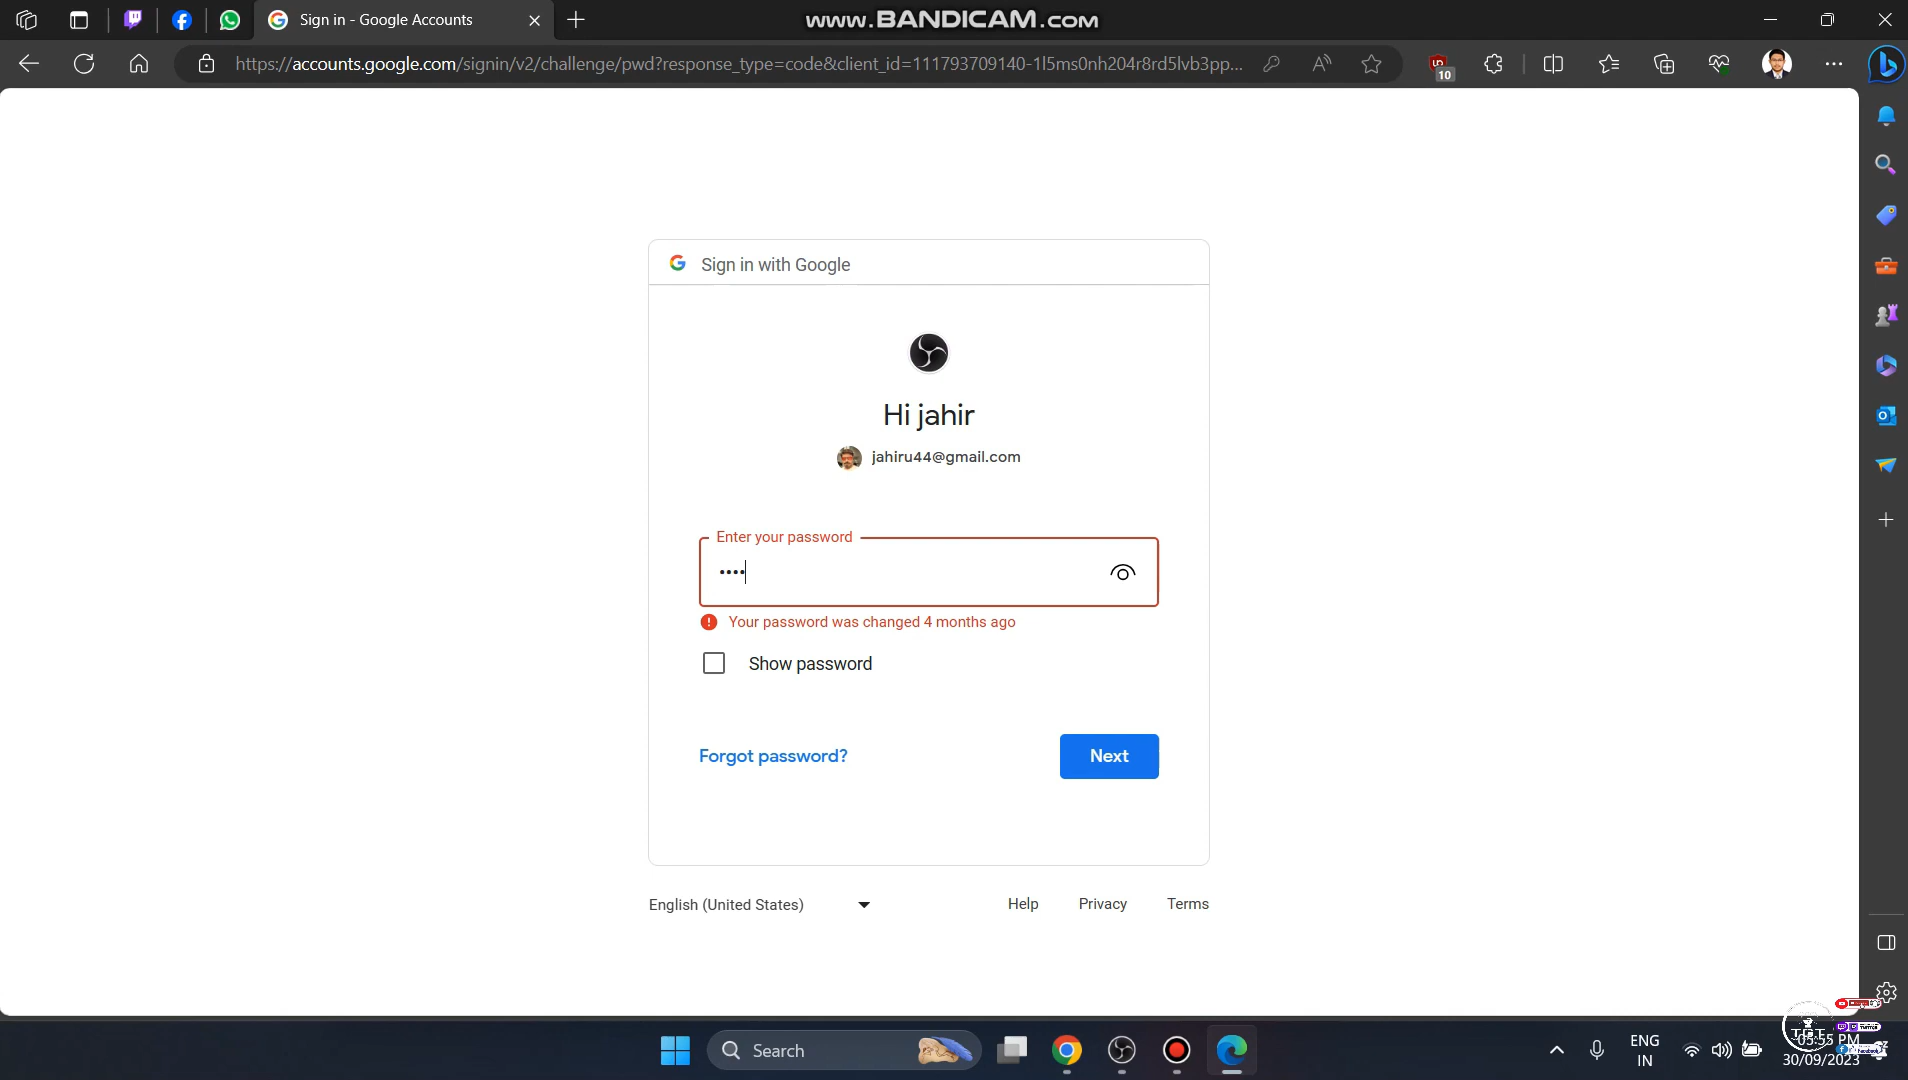 Sign in - Google Accounts
www.BANDICAM.com
https://accounts.google.com/signin/v2/challenge/pwd?response_type=code&client_id=111793709140-1l5ms0nh204r8rd5lvb3pp...
10
Sign in with Google
Hi jahir
jahiru44@gmail.com
Enter your password
Your password was changed 4 months ago
Show password
Forgot password?
Next
English (United States)
Help
Privacy
Terms
Search
ENG
IN
05:55 PM
30/09/2023